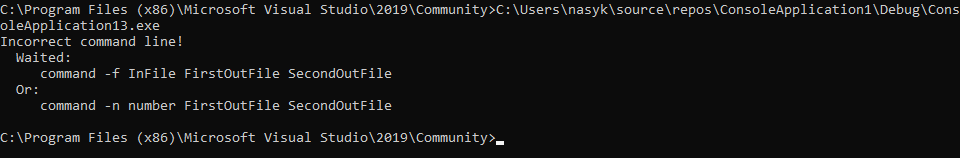 C:\Program Files (x86)\Microsoft Visual Studio\2019\Community>C:\Users\nasyk\source\repos\ConsoleApplication1\Debug\Cons
oleApplication13.exe
Incorrect command line!
  Waited:
     command -f InFile FirstOutFile SecondOutFile
  Or:
     command -n number FirstOutFile SecondOutFile

C:\Program Files (x86)\Microsoft Visual Studio\2019\Community>